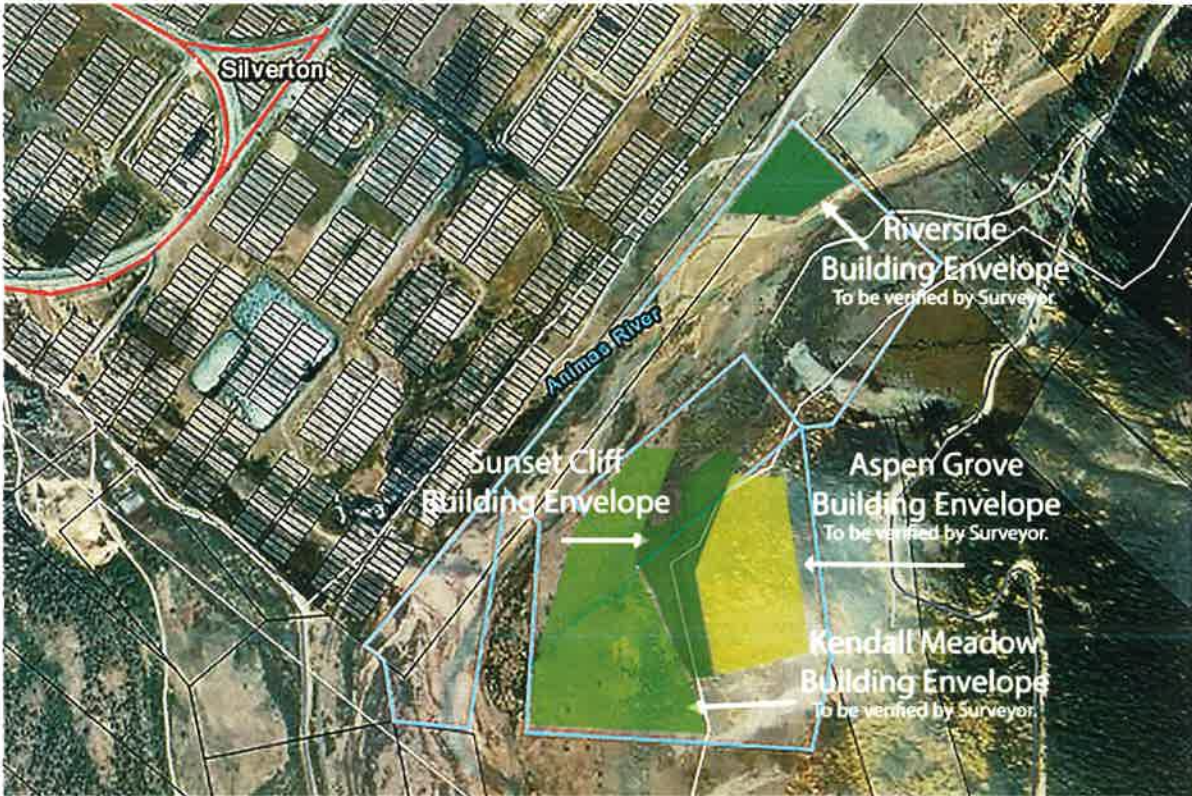 Silverton
Riverside
Building Envelope
To be verified by Surveyor.
Animas River
Sunset Cliff
Building Envelope
Aspen Grove
Building Envelope
To be verified by Surveyor.
Kendall Meadow
Building Envelope
To be verified by Surveyor.